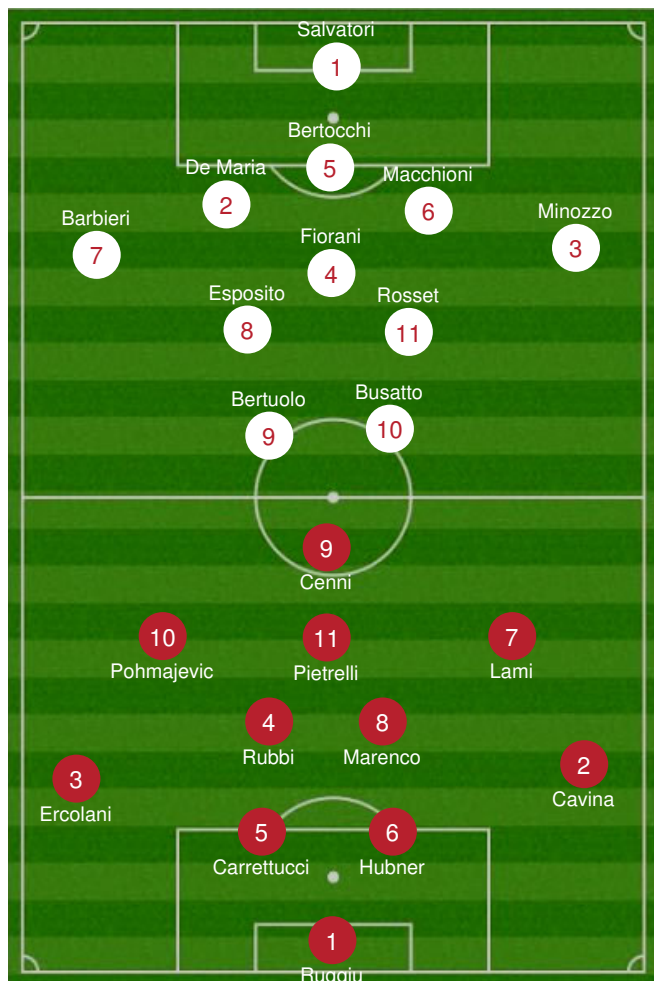 Salvatori
1
Bertocchi
5
De Maria
2
Macchioni
6
Barbieri
7
Minozzo
3
Fiorani
4
Esposito
8
Rosset
11
Bertuolo
9
Busatto
10
9
Cenni
10
Pohmajevic
11
Pietrelli
7
Lami
4
Rubbi
8
Marenco
3
Ercolani
2
Cavina
5
Carrettucci
6
Hubner
1
Ruggiu